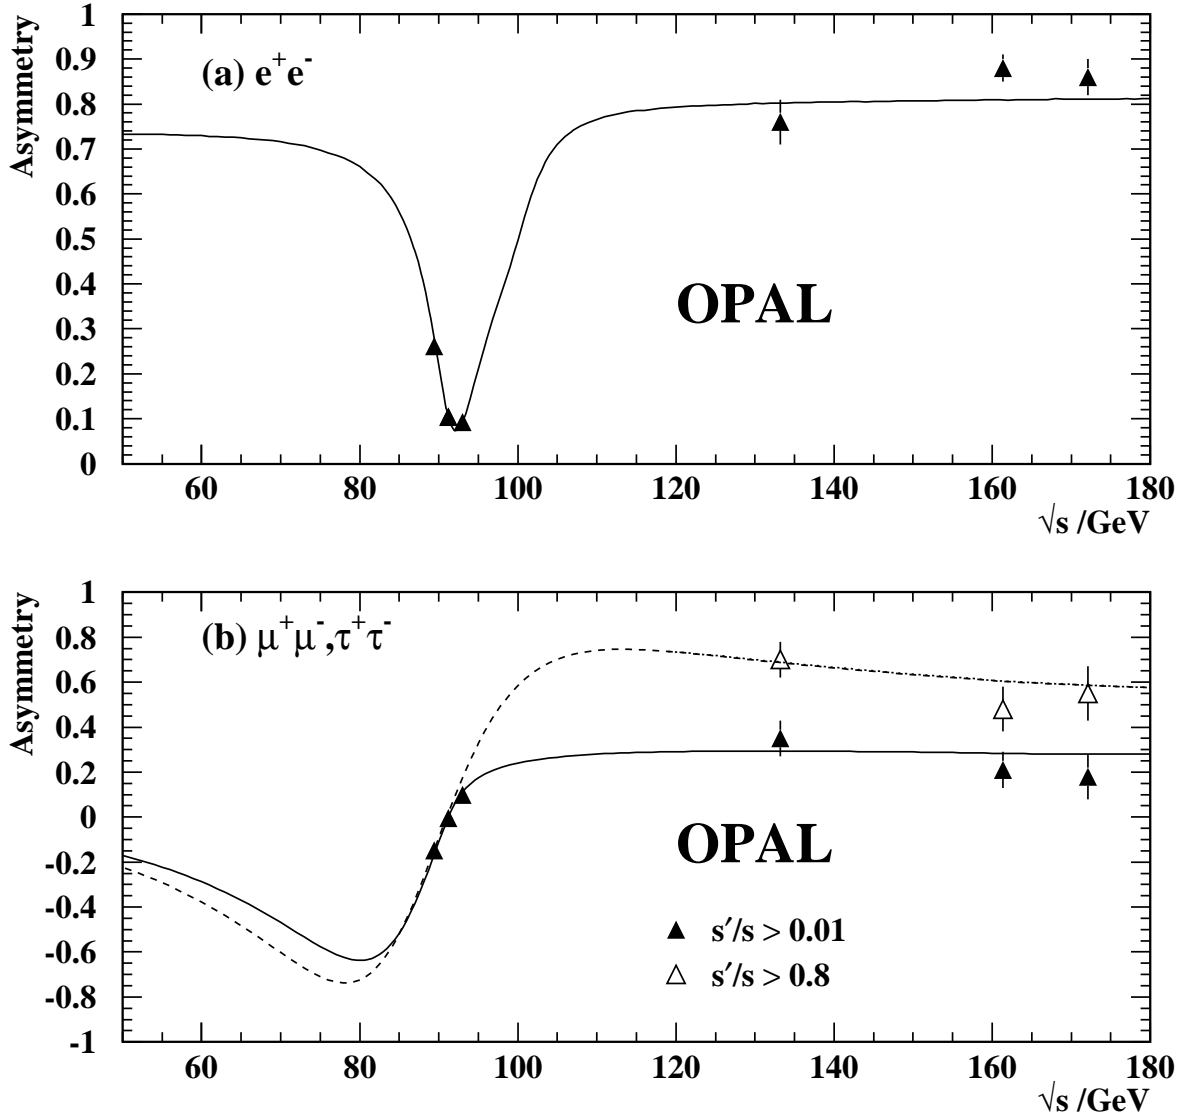 Asymmetry
1
0.9
0.8
0.7
0.6
0.5
0.4
0.3
0.2
0.1
0
(a) e⁺e⁻
OPAL
60 80 100 120 140 160 180
√s /GeV
Asymmetry
1
0.8
0.6
0.4
0.2
0
-0.2
-0.4
-0.6
-0.8
-1
(b) μ⁺μ⁻,τ⁺τ⁻
OPAL
s′/s > 0.01
s′/s > 0.8
60 80 100 120 140 160 180
√s /GeV